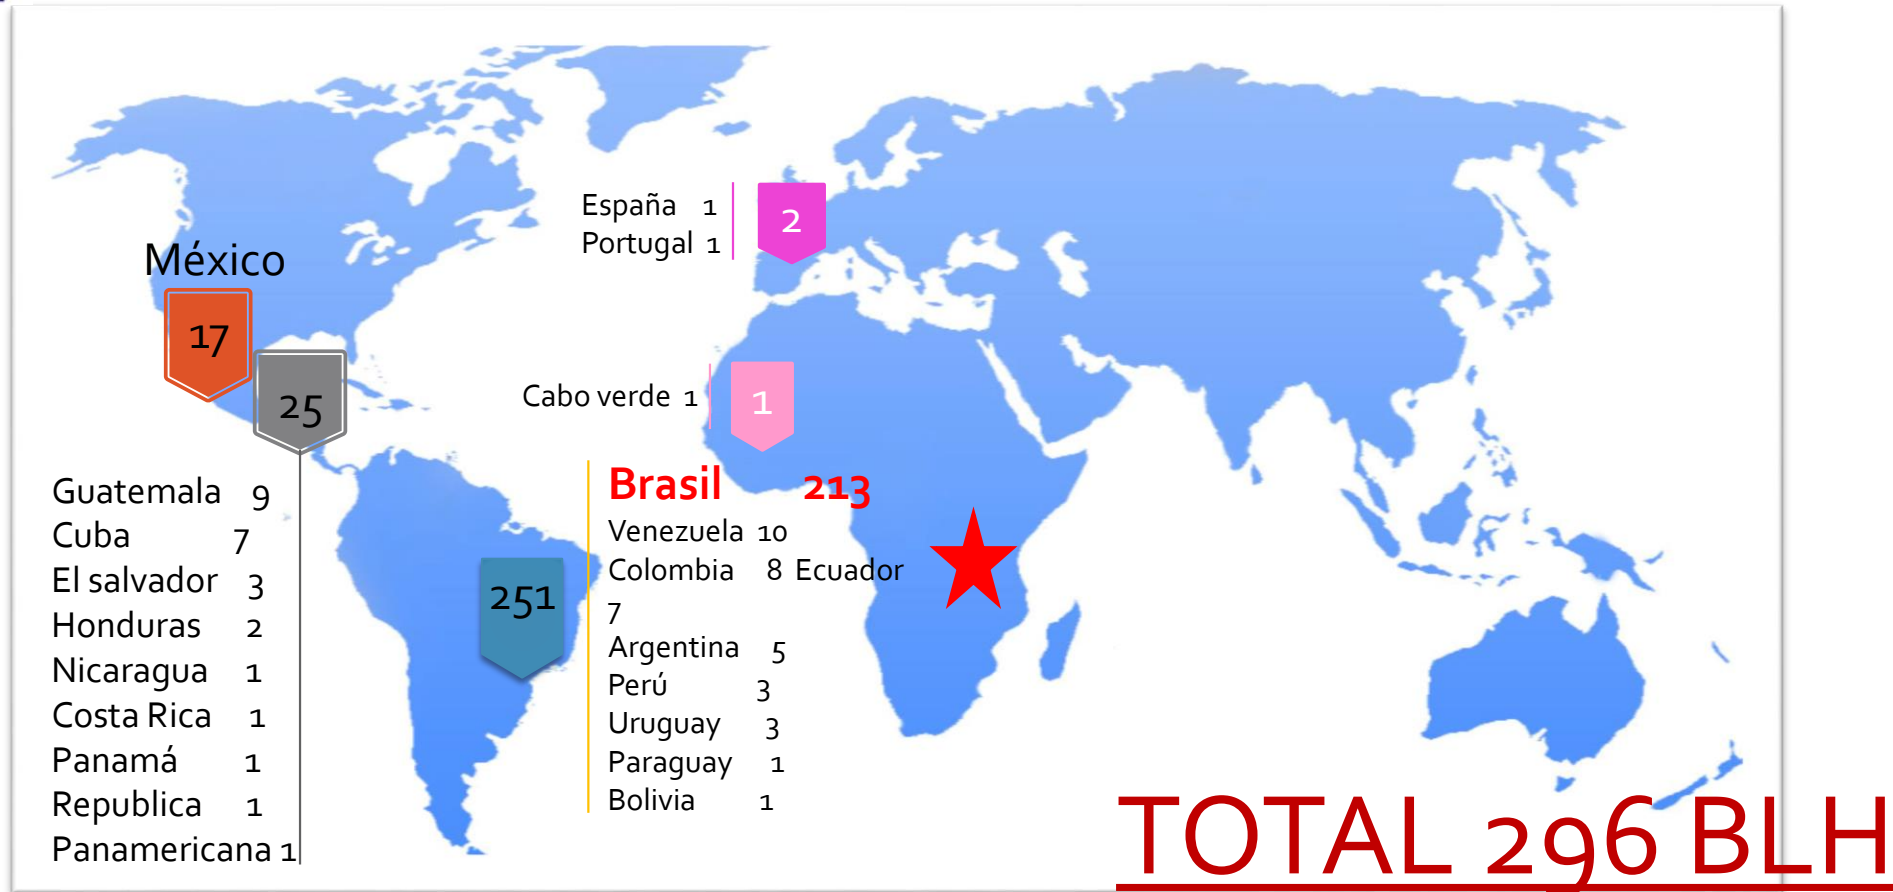 España 1
Portugal 1
2
México
17
25
Cabo verde 1
1
Guatemala 9
Cuba 7
El salvador 3
Honduras 2
Nicaragua 1
Costa Rica 1
Panamá 1
Republica 1
Panamericana 1
251
Brasil 213
Venezuela 10
Colombia 8 Ecuador
7
Argentina 5
Perú 3
Uruguay 3
Paraguay 1
Bolivia 1
TOTAL 296 BLH